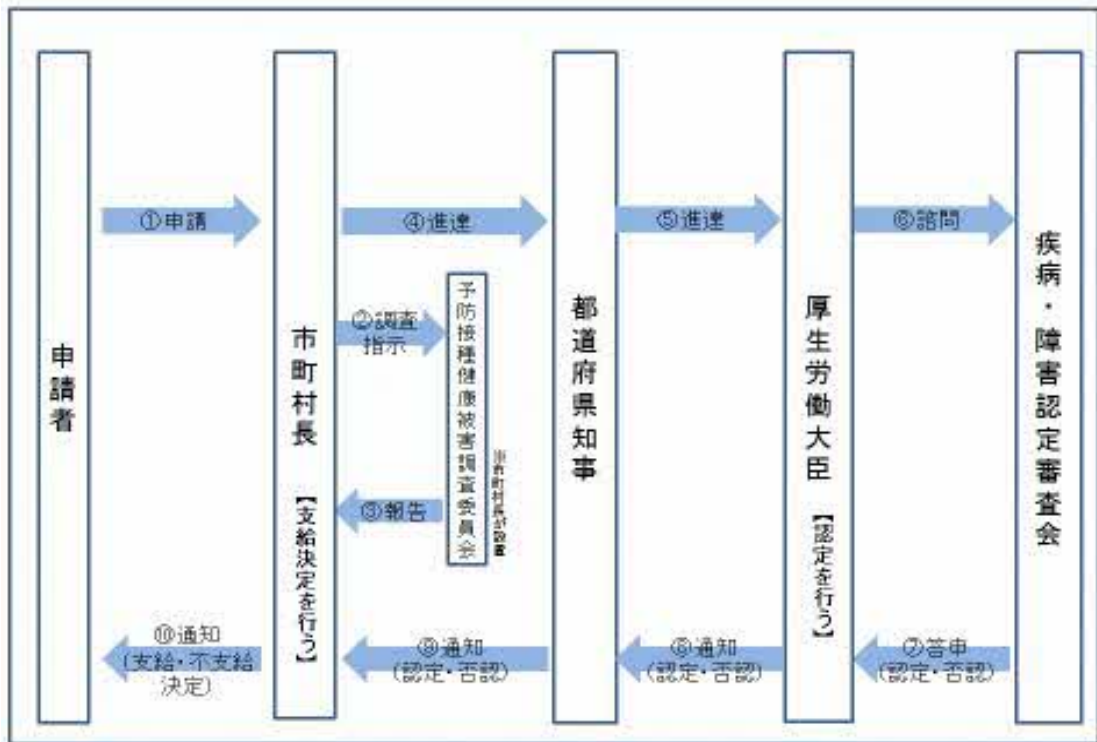 申請者
①申請
市町村長 【支給決定を行う】
②調査
指示
③報告
予防接種健康被害調査委員会
※市町村長が設置
④進達
都道府県知事
⑤進達
厚生労働大臣 【認定を行う】
⑥諮問
疾病・障害認定審査会
⑦答申
(認定・否認)
⑧通知
(認定・否認)
⑨通知
(認定・否認)
⑩通知
(支給・不支給
決定)